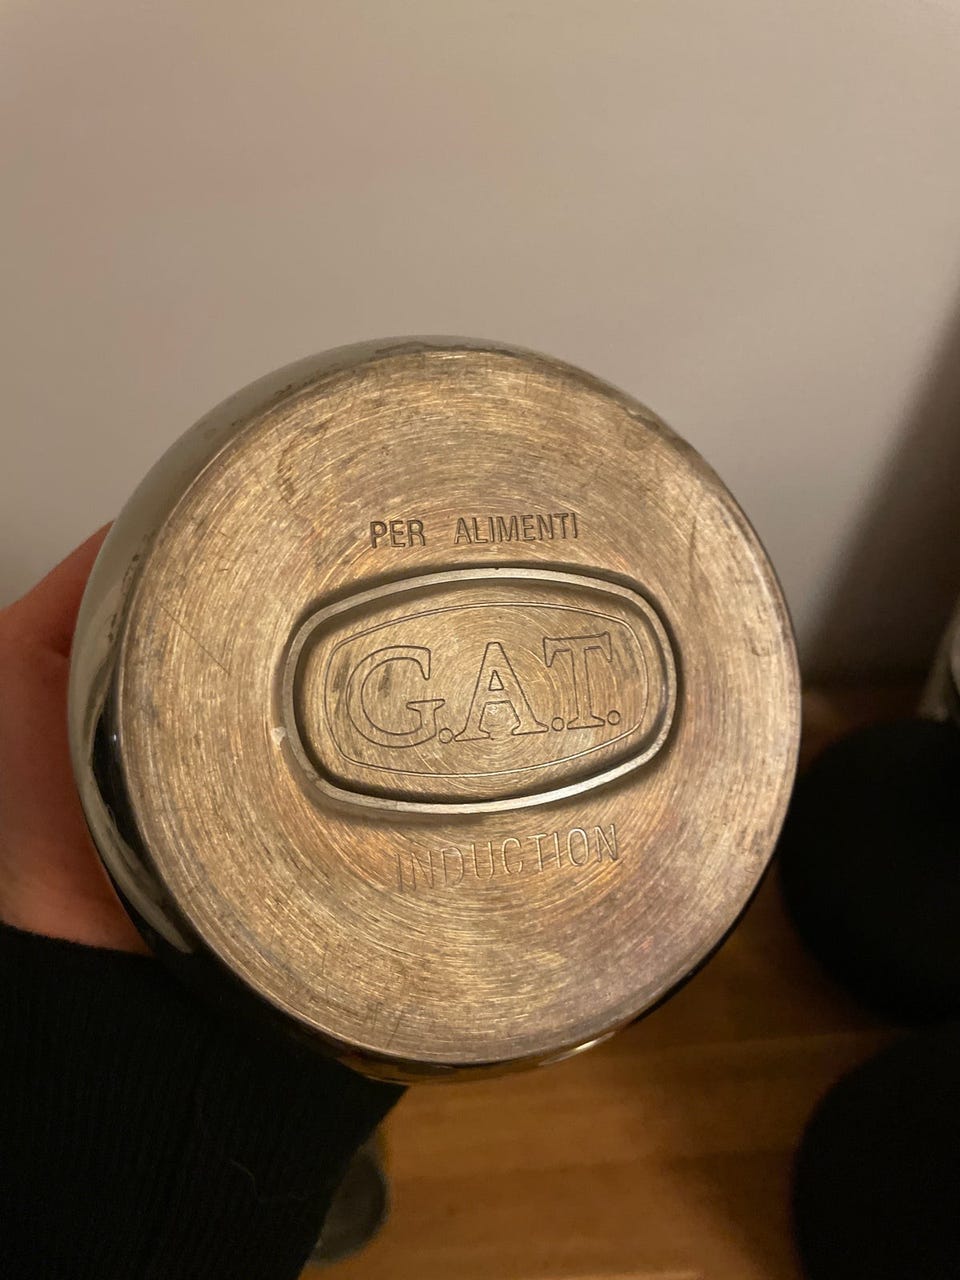 PER ALIMENTI
G.A.T.
INDUCTION